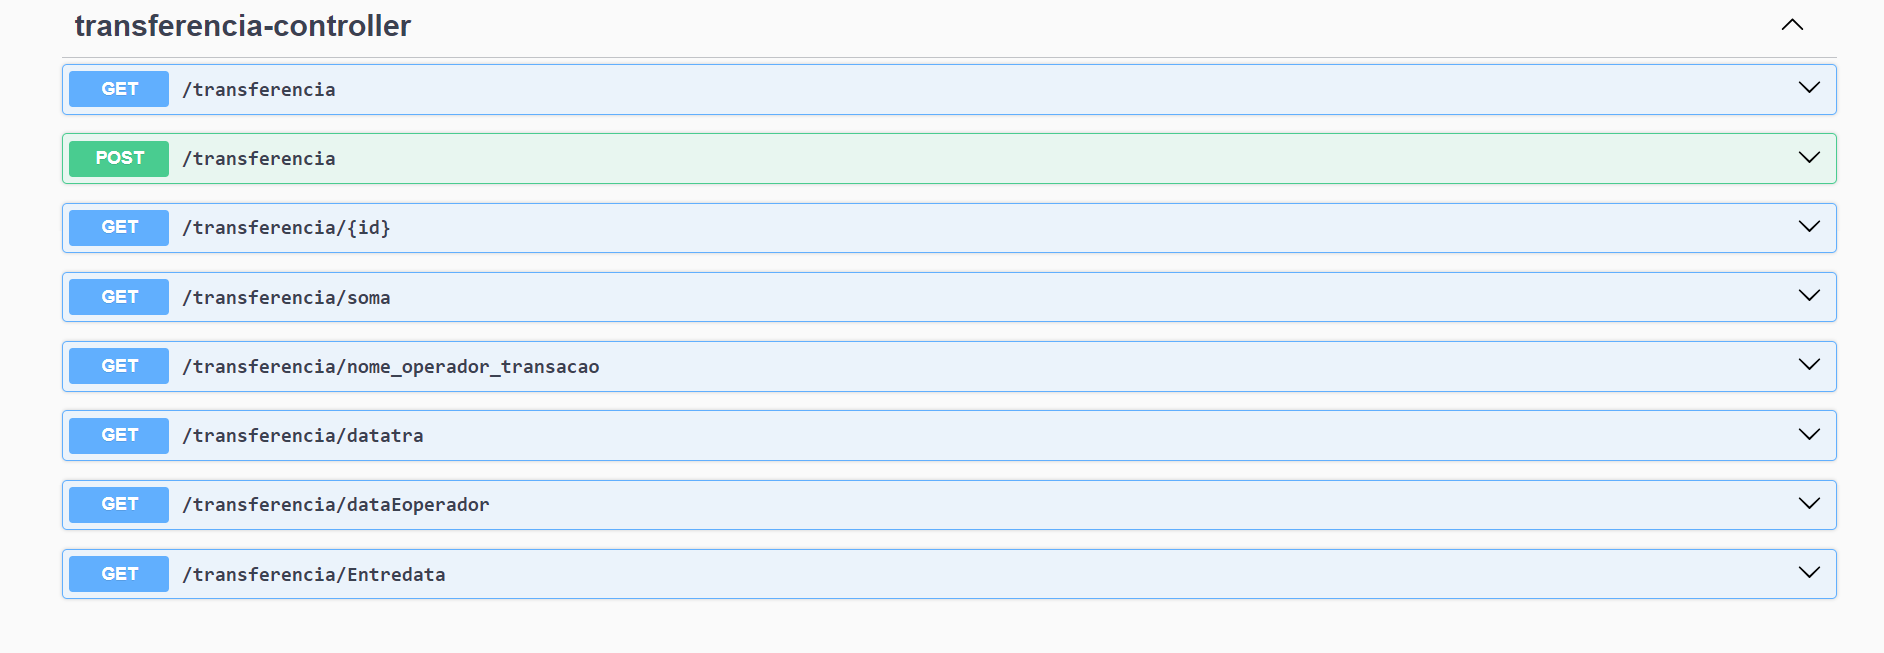 transferencia-controller
GET /transferencia
POST /transferencia
GET /transferencia/{id}
GET /transferencia/soma
GET /transferencia/nome_operador_transacao
GET /transferencia/datatra
GET /transferencia/dataEoperador
GET /transferencia/Entredata